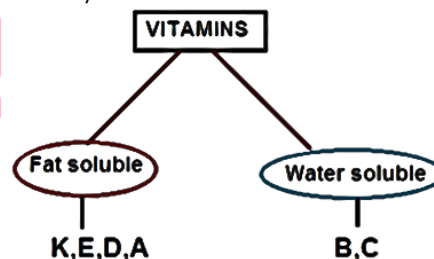 VITAMINS
Fat soluble
Water soluble
K,E,D,A
B,C